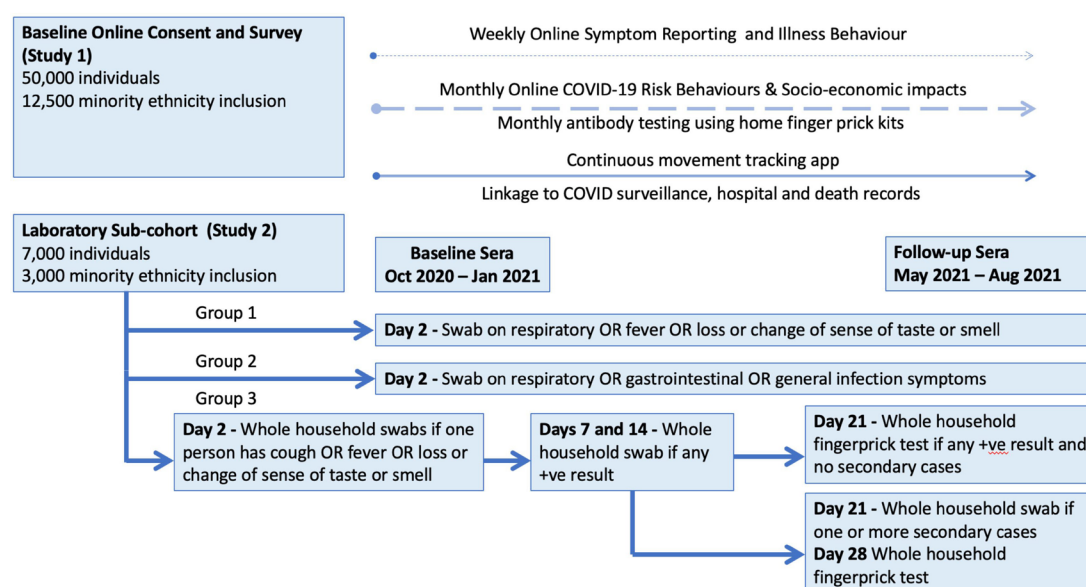 Baseline Online Consent and Survey
(Study 1)
50,000 individuals
12,500 minority ethnicity inclusion
Weekly Online Symptom Reporting and Illness Behaviour
Monthly Online COVID-19 Risk Behaviours & Socio-economic impacts
Monthly antibody testing using home finger prick kits
Continuous movement tracking app
Linkage to COVID surveillance, hospital and death records
Laboratory Sub-cohort (Study 2)
7,000 individuals
3,000 minority ethnicity inclusion
Baseline Sera
Oct 2020 – Jan 2021
Follow-up Sera
May 2021 – Aug 2021
Group 1
Day 2 - Swab on respiratory OR fever OR loss or change of sense of taste or smell
Group 2
Day 2 - Swab on respiratory OR gastrointestinal OR general infection symptoms
Group 3
Day 2 - Whole household swabs if one
person has cough OR fever OR loss or
change of sense of taste or smell
Days 7 and 14 - Whole
household swab if any
+ve result
Day 21 - Whole household
fingerprick test if any +ve result and
no secondary cases
Day 21 - Whole household swab if
one or more secondary cases
Day 28 Whole household
fingerprick test